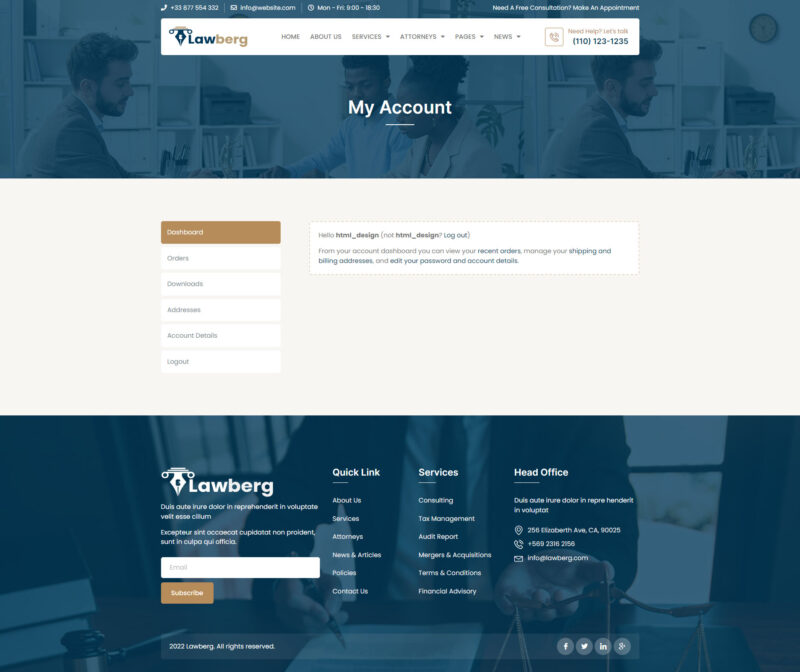 +33 877 554 332 info@website.com Mon - Fri: 9:00 - 18:30 Need A Free Consultation? Make An Appointment
Lawberg HOME ABOUT US SERVICES ATTORNEYS PAGES NEWS
Need Help? Let's talk
(110) 123-1235
My Account
Dashboard
Orders
Downloads
Addresses
Account Details
Logout
Hello html_design (not html_design? Log out)
From your account dashboard you can view your recent orders, manage your shipping and
billing addresses, and edit your password and account details.
Lawberg
Duis aute irure dolor in reprehenderit in voluptate
velit esse cillum
Excepteur sint occaecat cupidatat non proident,
sunt in culpa qui officia.
Email
Subscribe
Quick Link
About Us
Services
Attorneys
News & Articles
Policies
Contact Us
Services
Consulting
Tax Management
Audit Report
Mergers & Acquisitions
Terms & Conditions
Financial Advisory
Head Office
Duis aute irure dolor in repre henderit
in voluptat
256 Elizaberth Ave, CA, 90025
+569 2316 2156
info@lawberg.com
2022 Lawberg. All rights reserved.